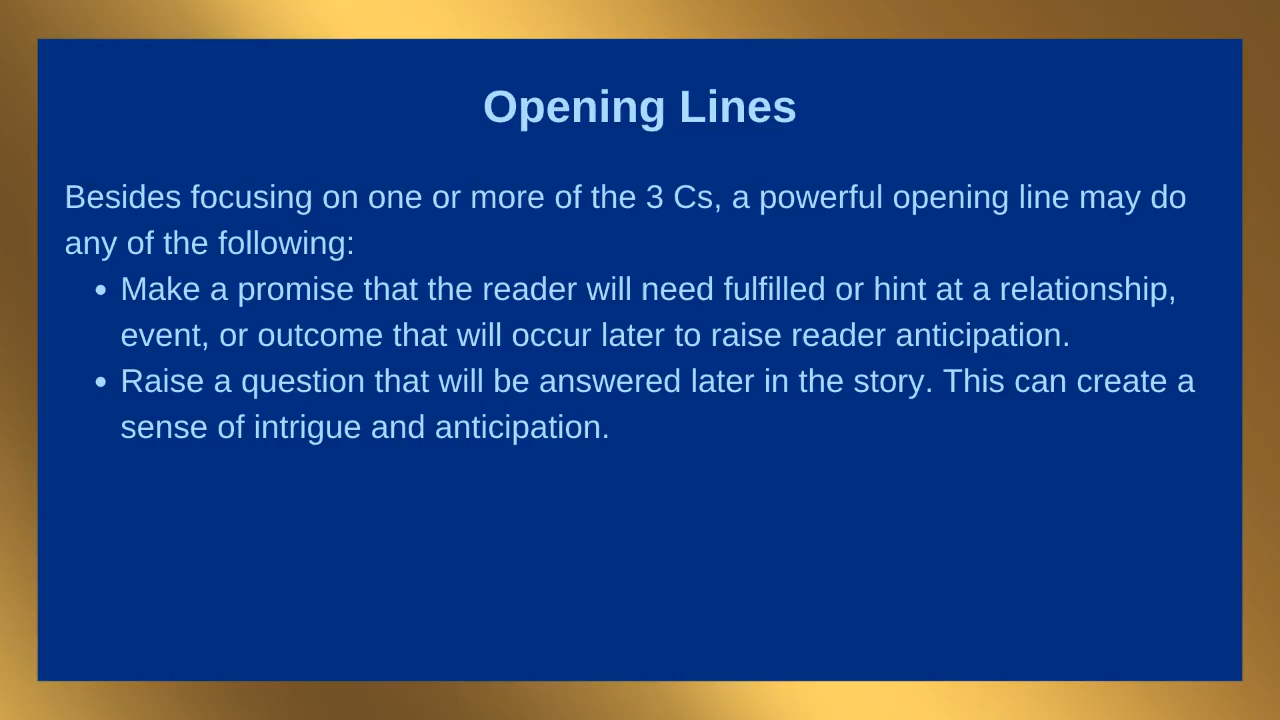 Opening Lines
Besides focusing on one or more of the 3 Cs, a powerful opening line may do
any of the following:
• Make a promise that the reader will need fulfilled or hint at a relationship,
event, or outcome that will occur later to raise reader anticipation.
• Raise a question that will be answered later in the story. This can create a
sense of intrigue and anticipation.